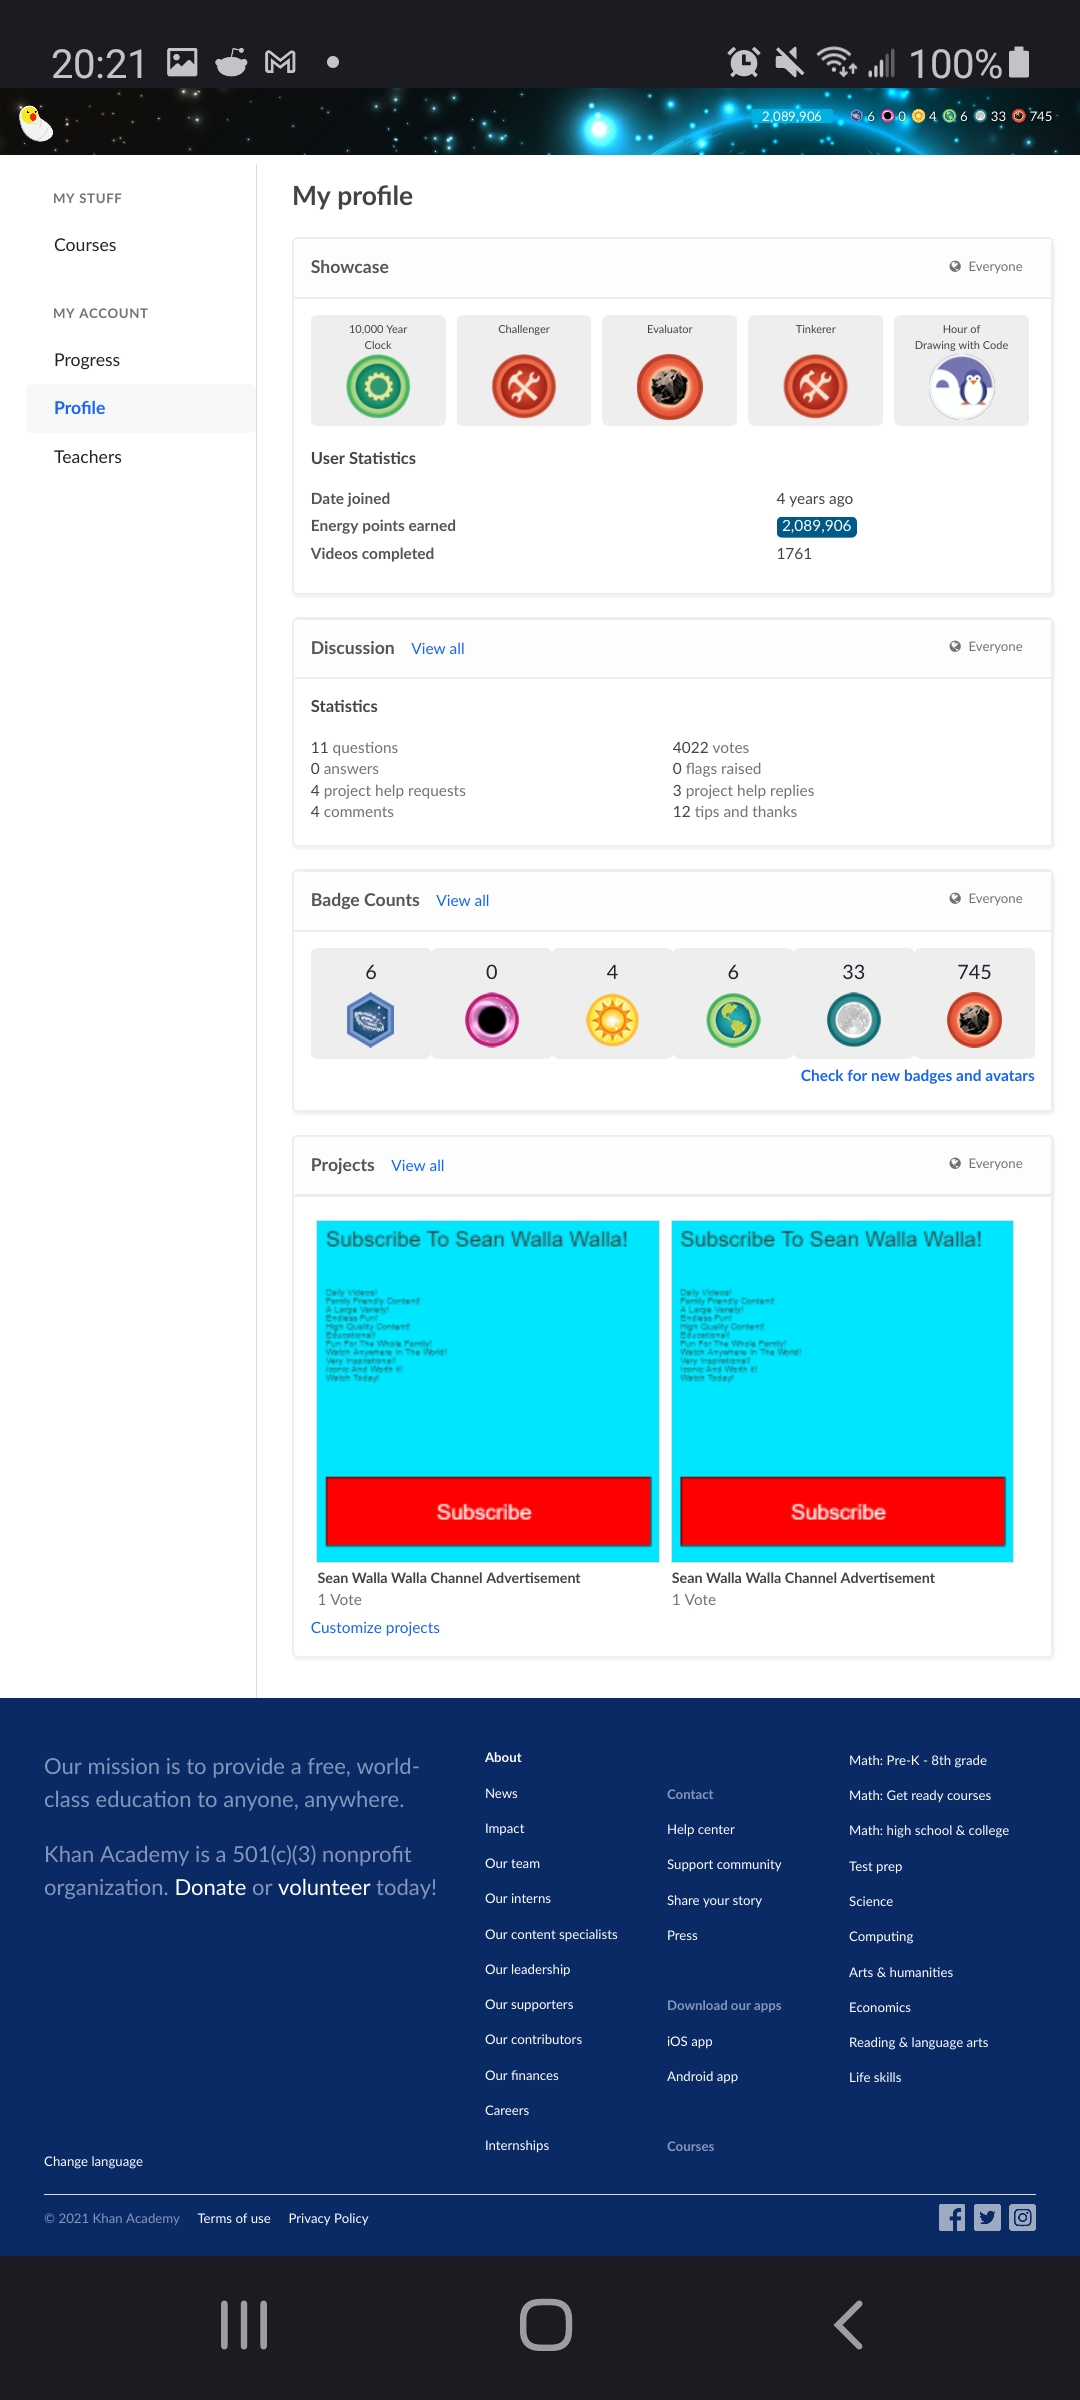 20:21
100%
2,089,906 6 0 4 6 33 745
MY STUFF
Courses
MY ACCOUNT
Progress
Profile
Teachers
My profile
Showcase
Everyone
10,000 Year
Clock
Challenger
Evaluator
Tinkerer
Hour of
Drawing with Code
User Statistics
Date joined 4 years ago
Energy points earned 2,089,906
Videos completed 1761
Discussion View all
Everyone
Statistics
11 questions
0 answers
4 project help requests
4 comments
4022 votes
0 flags raised
3 project help replies
12 tips and thanks
Badge Counts View all
Everyone
6 0 4 6 33 745
Check for new badges and avatars
Projects View all
Everyone
Subscribe To Sean Walla Walla!
Daily Videos!
Family Friendly Content!
A Large Variety!
Endless Fun!
High Quality Content!
Educational!
Fun For The Whole Family!
Watch Anywhere In The World!
Very Inspirational!
Iconic And Worth It!
Watch Today!
Subscribe
Sean Walla Walla Channel Advertisement
1 Vote
Subscribe To Sean Walla Walla!
Daily Videos!
Family Friendly Content!
A Large Variety!
Endless Fun!
High Quality Content!
Educational!
Fun For The Whole Family!
Watch Anywhere In The World!
Very Inspirational!
Iconic And Worth It!
Watch Today!
Subscribe
Sean Walla Walla Channel Advertisement
1 Vote
Customize projects
Our mission is to provide a free, world-
class education to anyone, anywhere.
Khan Academy is a 501(c)(3) nonprofit
organization. Donate or volunteer today!
Change language
About
News
Impact
Our team
Our interns
Our content specialists
Our leadership
Our supporters
Our contributors
Our finances
Careers
Internships
Contact
Help center
Support community
Share your story
Press
Download our apps
iOS app
Android app
Courses
Math: Pre-K - 8th grade
Math: Get ready courses
Math: high school & college
Test prep
Science
Computing
Arts & humanities
Economics
Reading & language arts
Life skills
© 2021 Khan Academy Terms of use Privacy Policy